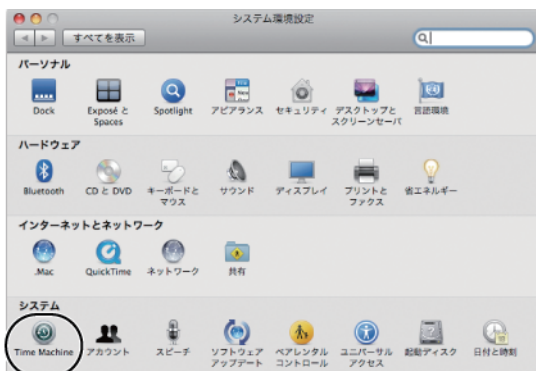 システム環境設定
すべてを表示
パーソナル
Dock
Exposé と
Spaces
Spotlight
アピアランス
セキュリティ
デスクトップと
スクリーンセーバ
言語環境
ハードウェア
Bluetooth
CD と DVD
キーボードと
マウス
サウンド
ディスプレイ
プリントと
ファクス
省エネルギー
インターネットとネットワーク
.Mac
QuickTime
ネットワーク
共有
システム
Time Machine
アカウント
スピーチ
ソフトウェア
アップデート
ペアレンタル
コントロール
ユニバーサル
アクセス
起動ディスク
日付と時刻